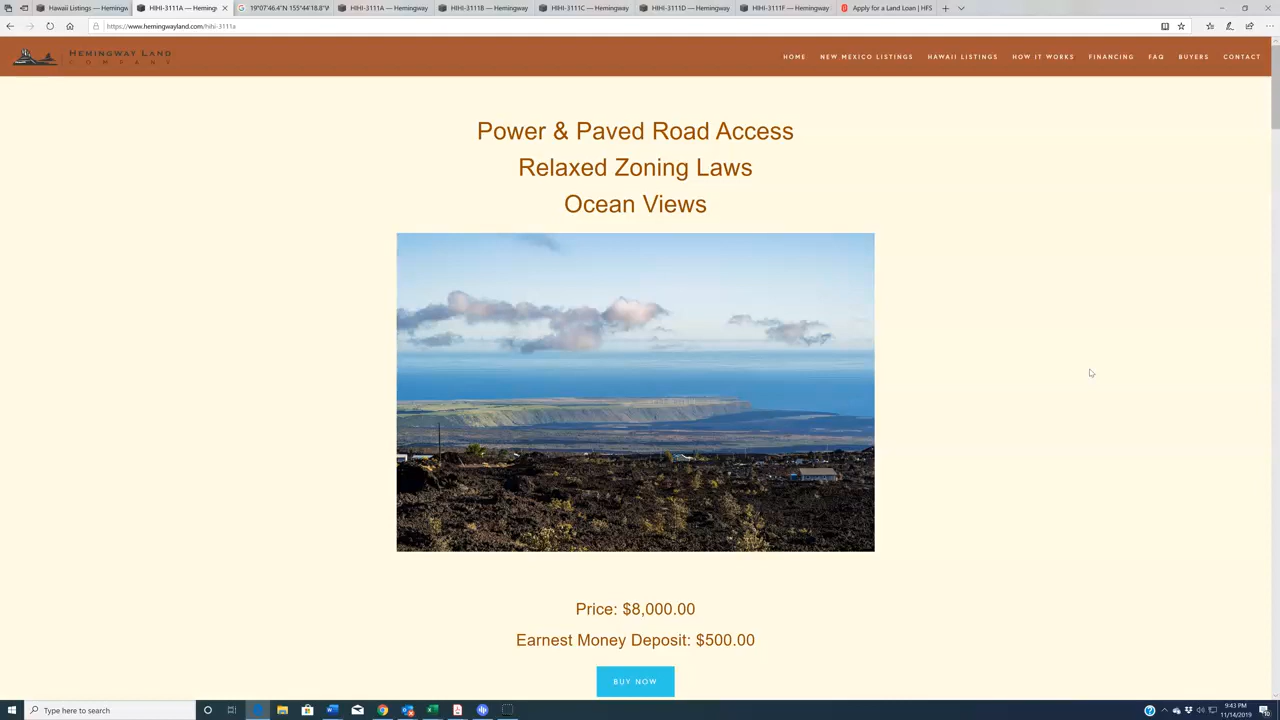 Hawaii Listings — Hemingwa
HIHI-3111A — Heming
19°07'46.4"N 155°44'18.8"W
HIHI-3111A — Hemingway
HIHI-3111B — Hemingway
HIHI-3111C — Hemingway
HIHI-3111D — Hemingway
HIHI-3111F — Hemingway
Apply for a Land Loan | HFS
https://www.hemingwayland.com/hihi-3111a
HEMINGWAY LAND
COMPANY
HOME
NEW MEXICO LISTINGS
HAWAII LISTINGS
HOW IT WORKS
FINANCING
FAQ
BUYERS
CONTACT
Power & Paved Road Access
Relaxed Zoning Laws
Ocean Views
Price: $8,000.00
Earnest Money Deposit: $500.00
BUY NOW
Type here to search
9:43 PM
11/14/2019